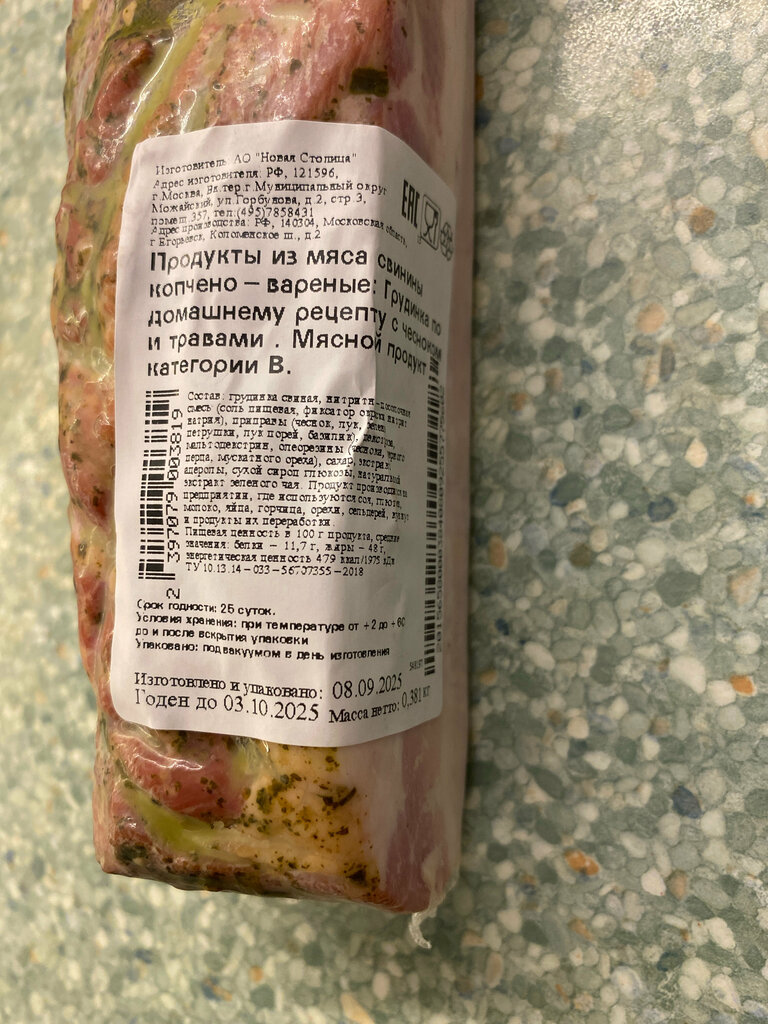 Изготовитель: АО "Новая Столица"
Адрес изготовителя: РФ, 121596,
г.Москва, Вн.тер.г.Муниципальный округ
Можайский, ул.Горбунова, д.2, стр.3,
помещ.357, тел.(495)7858431
Адрес производства: РФ, 140304, Московская область,
г Егорьевск, Коломенское ш., д.2
EAC
Продукты из мяса свинины
копчено – вареные: Грудинка по
домашнему рецепту с чесноком
и травами . Мясной продукт
категории В.
Состав: грудинка свиная, нитритно-посолочная
смесь (соль пищевая, фиксатор окраски нитрит
натрия), приправы (чеснок, лук, зелень
петрушки, лук порей, базилик), декстроза,
мальтодекстрин, олеорезины (чеснока, черного
перца, мускатного ореха), сахар, экстракт
ацеролы, сухой сироп глюкозы, натуральный
экстракт зеленого чая. Продукт произведен на
предприятии, где используются соя, глютен,
молоко, яйца, горчица, орехи, сельдерей, кунжут
и продукты их переработки.
Пищевая ценность в 100 г продукта, средние
значения: белки – 11,7 г, жиры – 48 г,
энергетическая ценность 479 ккал/1975 кДж
ТУ 10.13.14-033-56707355-2018
2 397079 003819
Срок годности: 25 суток.
Условия хранения: при температуре от +2 до +6С
до и после вскрытия упаковки
Упаковано: под вакуумом в день изготовления
Изготовлено и упаковано: 08.09.2025
Годен до 03.10.2025 Масса нетто: 0,381 кг